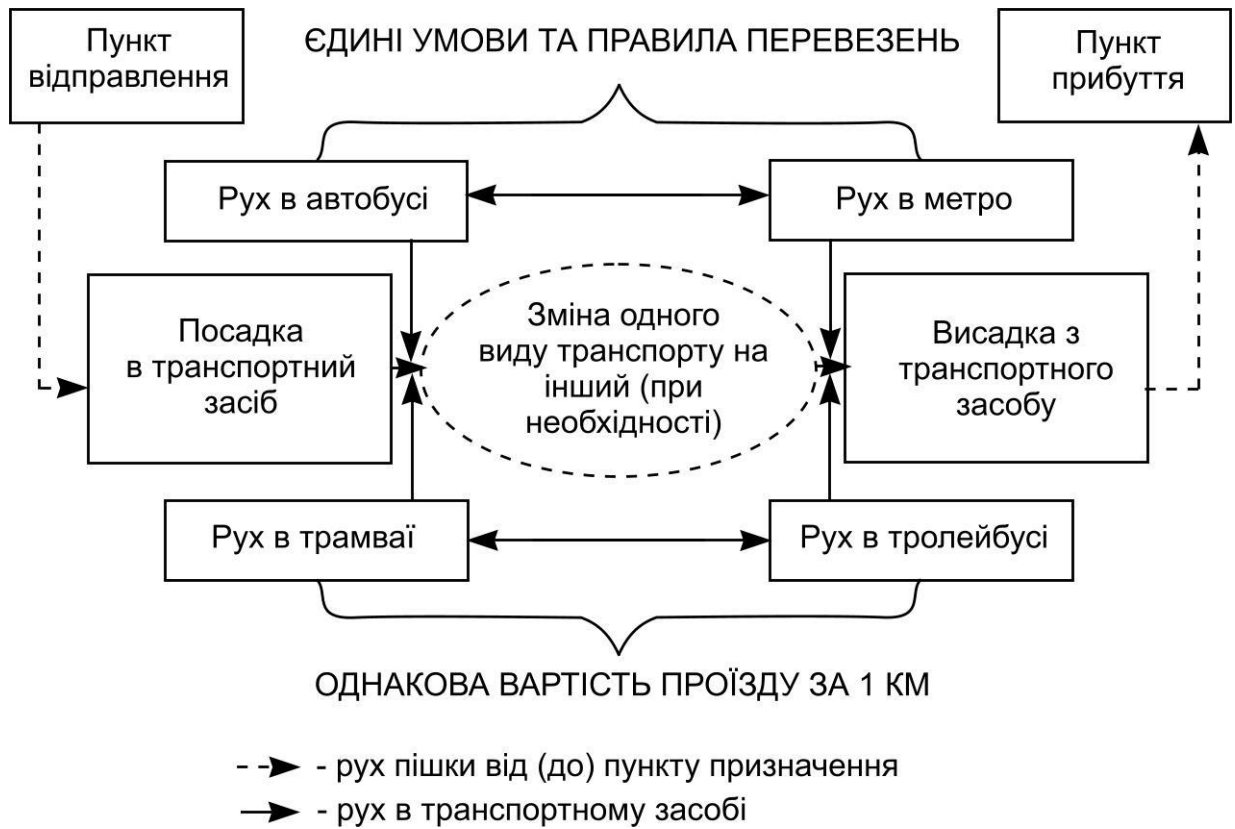 Пункт
відправлення
ЄДИНІ УМОВИ ТА ПРАВИЛА ПЕРЕВЕЗЕНЬ
Пункт
прибуття
Рух в автобусі
Рух в метро
Посадка
в транспортний
засіб
Зміна одного
виду транспорту на
інший (при
необхідності)
Висадка з
транспортного
засобу
Рух в трамваї
Рух в тролейбусі
ОДНАКОВА ВАРТІСТЬ ПРОЇЗДУ ЗА 1 КМ
- рух пішки від (до) пункту призначення
- рух в транспортному засобі